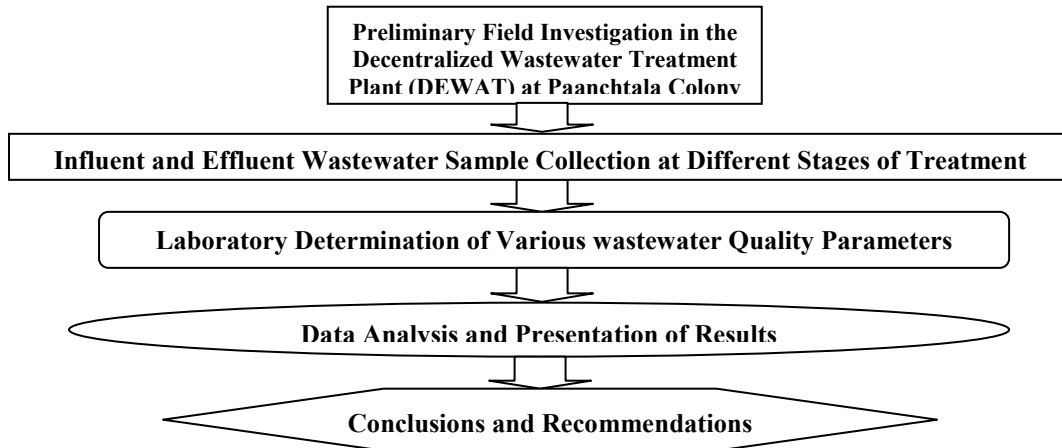 Preliminary Field Investigation in the
Decentralized Wastewater Treatment
Plant (DEWAT) at Paanchtala Colony
Influent and Effluent Wastewater Sample Collection at Different Stages of Treatment
Laboratory Determination of Various wastewater Quality Parameters
Data Analysis and Presentation of Results
Conclusions and Recommendations